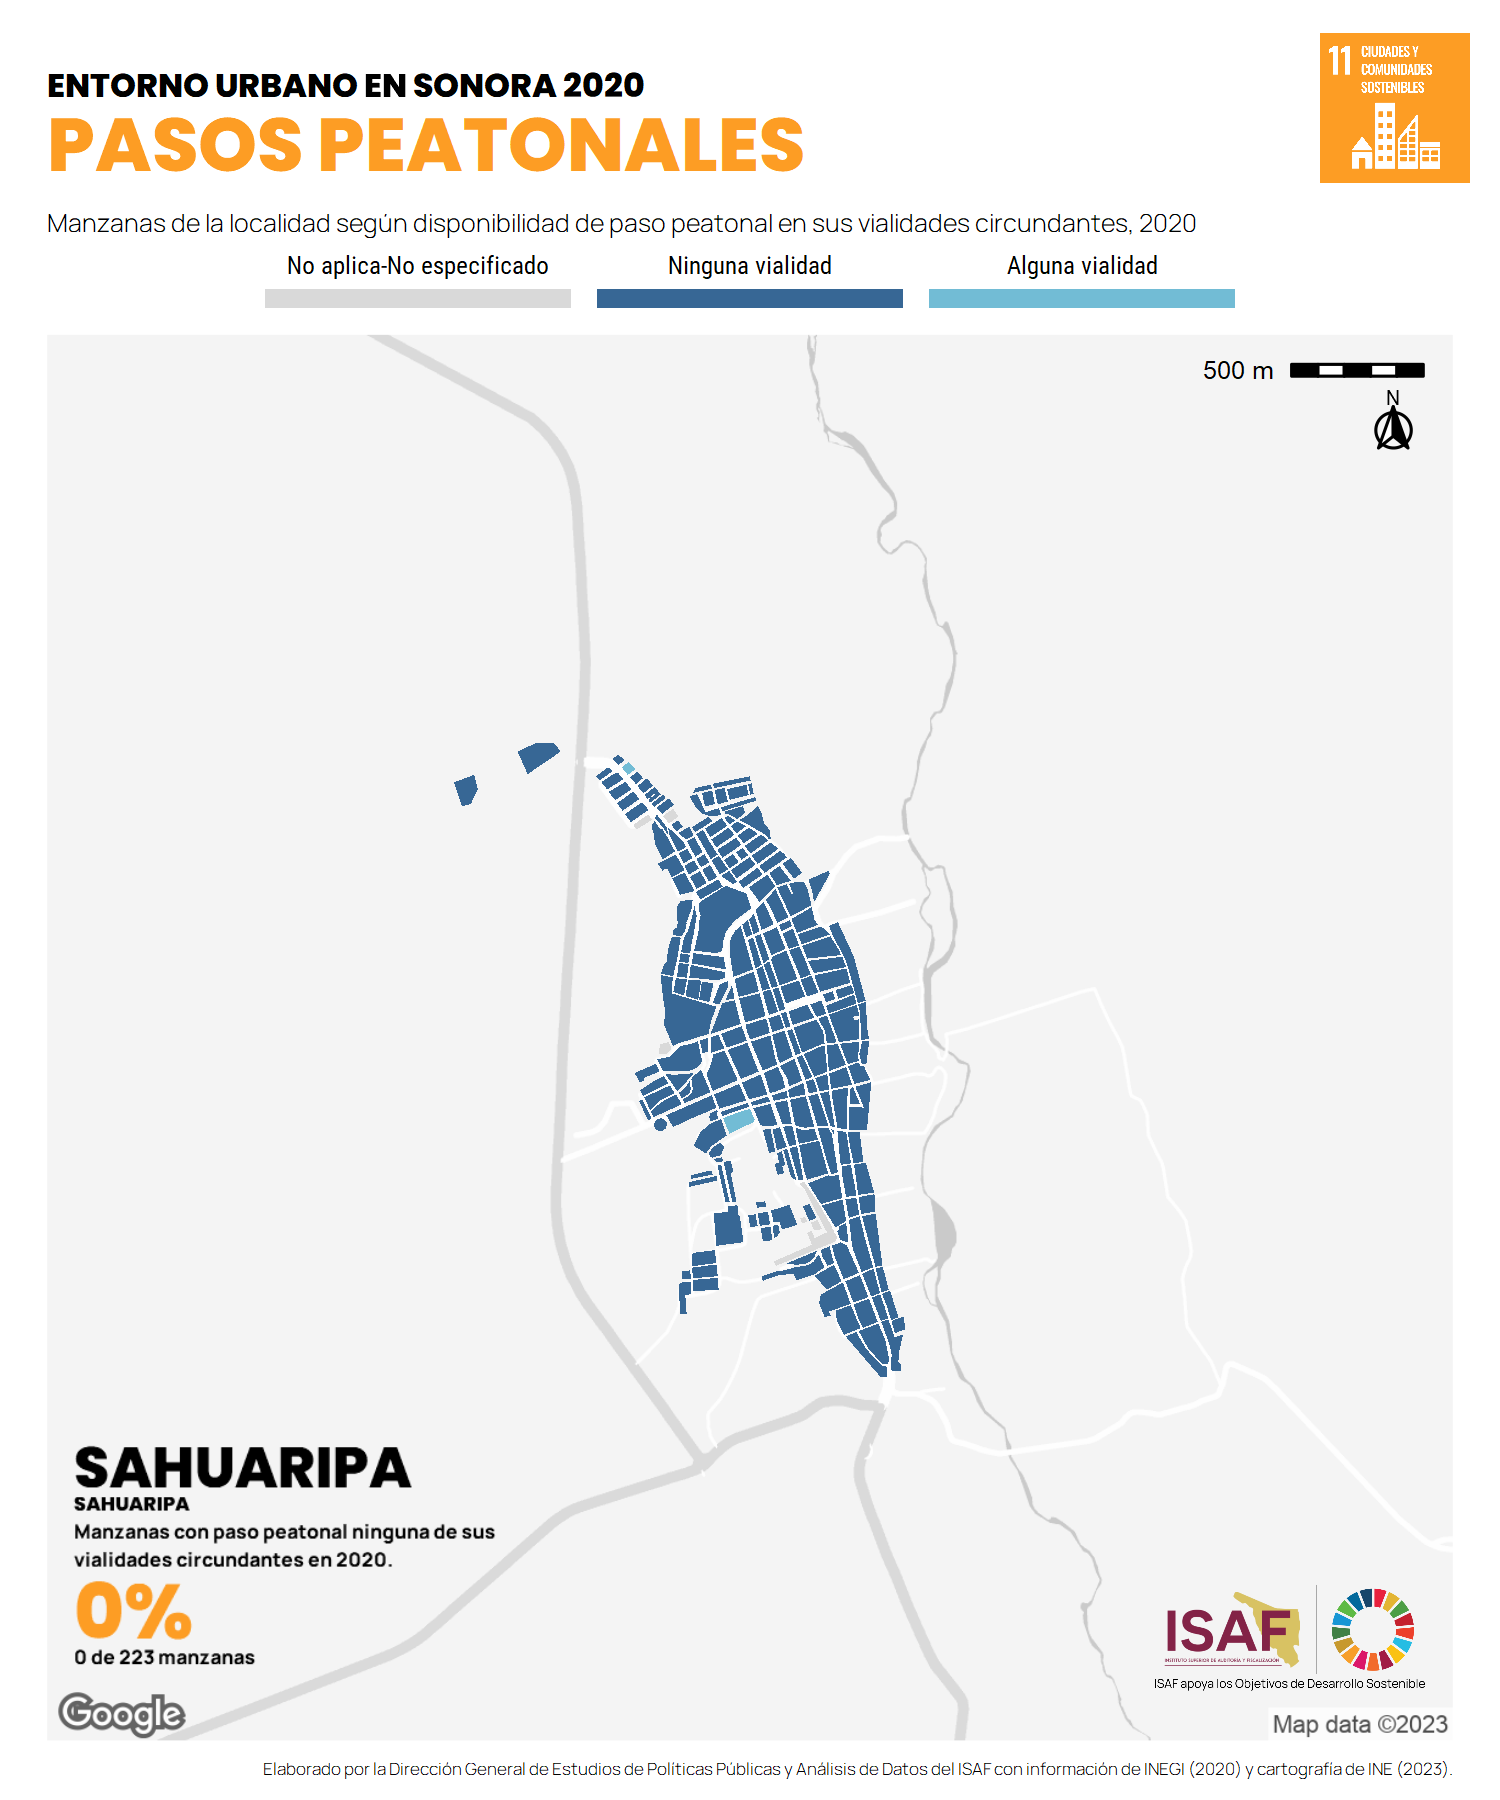 ENTORNO URBANO EN SONORA 2020
PASOS PEATONALES
11 CIUDADES Y
COMUNIDADES
SOSTENIBLES
Manzanas de la localidad según disponibilidad de paso peatonal en sus vialidades circundantes, 2020
No aplica-No especificado Ninguna vialidad Alguna vialidad
500 m
N
SAHUARIPA
SAHUARIPA
Manzanas con paso peatonal ninguna de sus
vialidades circundantes en 2020.
0%
0 de 223 manzanas
ISAF
INSTITUTO SUPERIOR DE AUDITORÍA Y FISCALIZACIÓN
ISAF apoya los Objetivos de Desarrollo Sostenible
Google
Map data ©2023
Elaborado por la Dirección General de Estudios de Políticas Públicas y Análisis de Datos del ISAF con información de INEGI (2020) y cartografía de INE (2023).